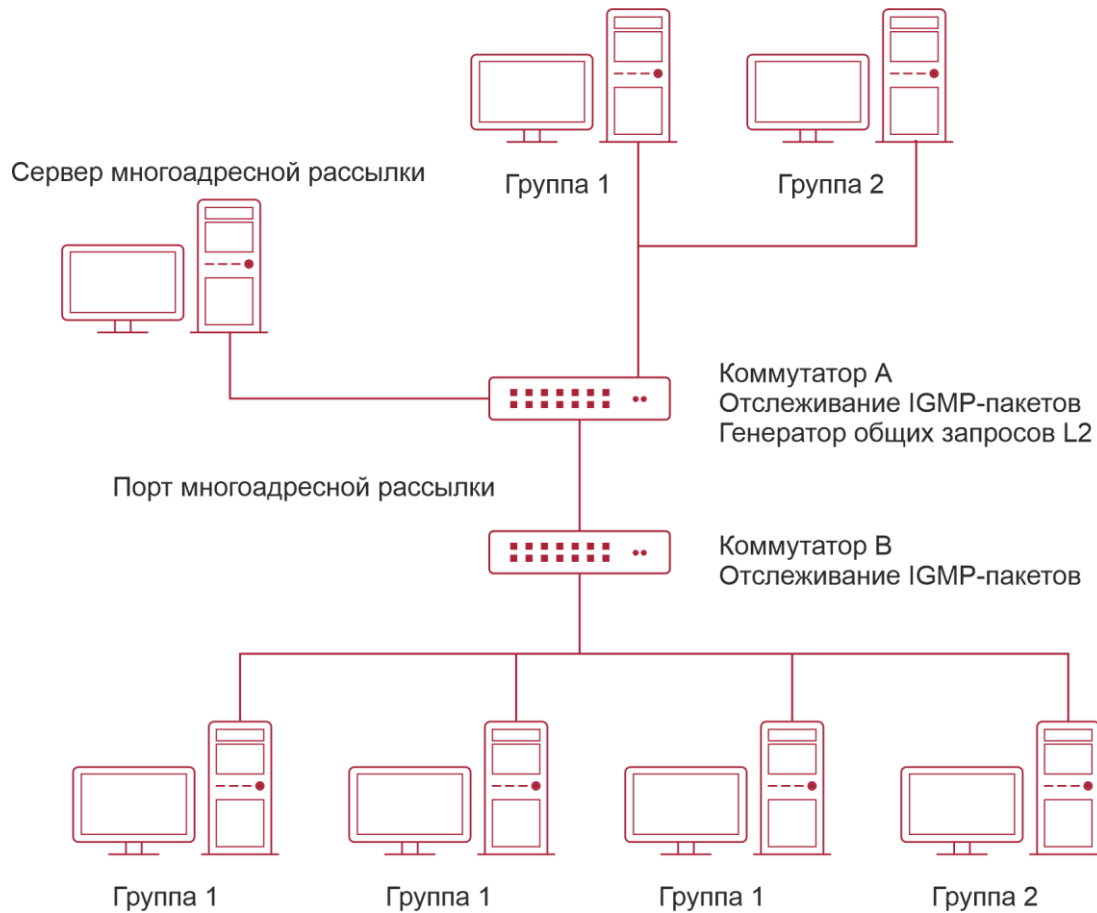 Группа 1
Группа 2
Сервер многоадресной рассылки
Коммутатор A
Отслеживание IGMP-пакетов
Генератор общих запросов L2
Порт многоадресной рассылки
Коммутатор B
Отслеживание IGMP-пакетов
Группа 1
Группа 1
Группа 1
Группа 2